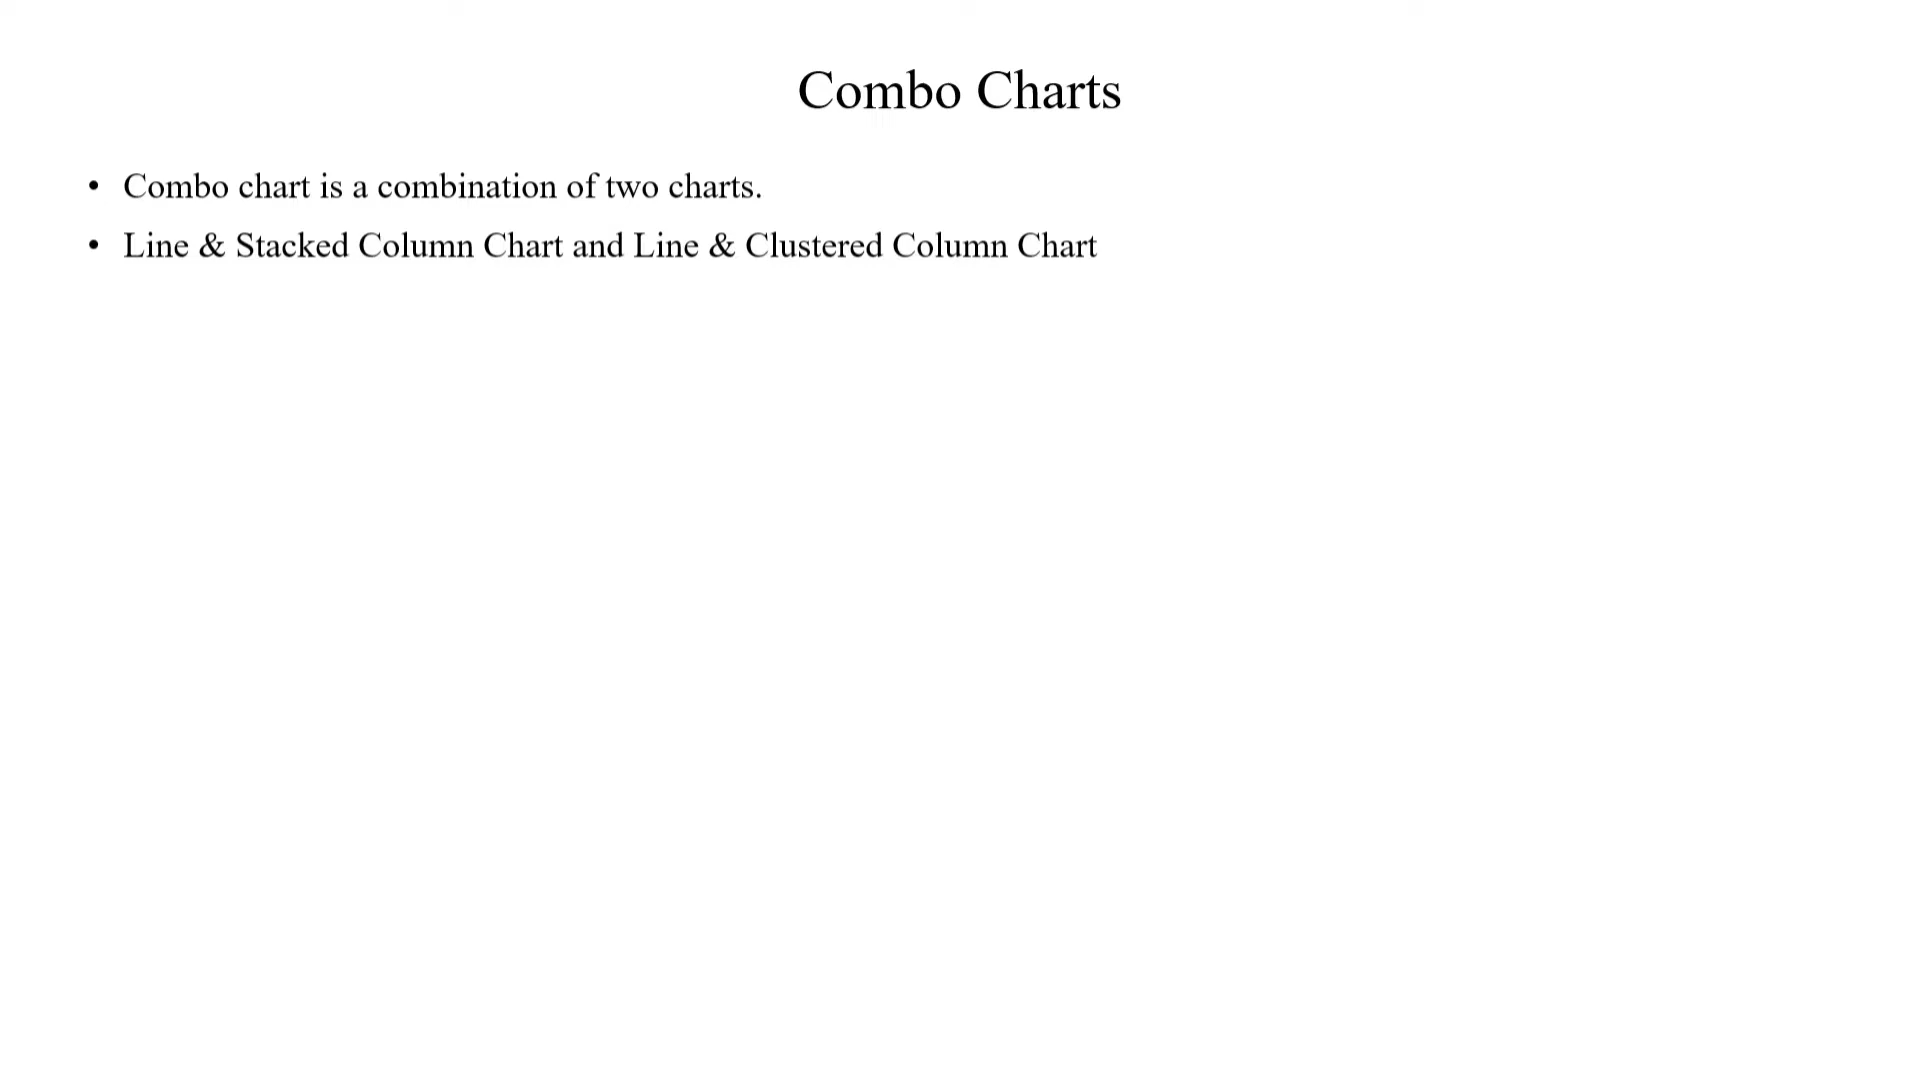 Combo Charts
• Combo chart is a combination of two charts.
• Line & Stacked Column Chart and Line & Clustered Column Chart